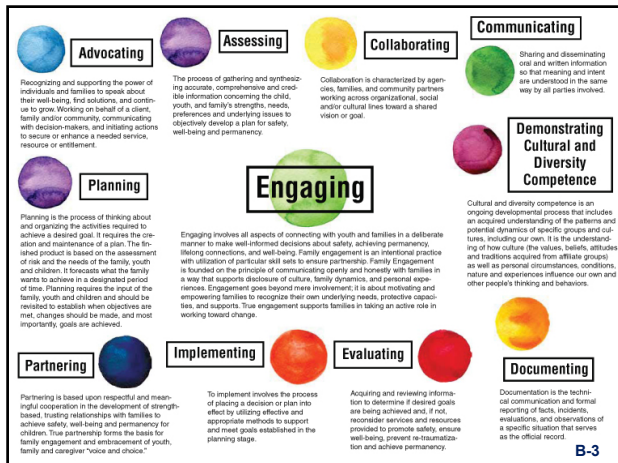 Advocating
Recognizing and supporting the power of
individuals and families to speak about
their well-being, find solutions, and contin-
ue to grow. Working on behalf of a client,
family and/or community, communicating
with decision-makers, and initiating actions
to secure or enhance a needed service,
resource or entitlement.
Assessing
The process of gathering and synthesiz-
ing accurate, comprehensive and cred-
ible information concerning the child,
youth, and family's strengths, needs,
preferences and underlying issues to
objectively develop a plan for safety,
well-being and permanency.
Collaborating
Collaboration is characterized by agen-
cies, families, and community partners
working across organizational, social
and/or cultural lines toward a shared
vision or goal.
Communicating
Sharing and disseminating
oral and written information
so that meaning and intent
are understood in the same
way by all parties involved.
Planning
Planning is the process of thinking about
and organizing the activities required to
achieve a desired goal. It requires the cre-
ation and maintenance of a plan. The fin-
ished product is based on the assessment
of risk and the needs of the family, youth
and children. It forecasts what the family
wants to achieve in a designated period
of time. Planning requires the input of the
family, youth and children and should be
revisited to establish when objectives are
met, changes should be made, and most
importantly, goals are achieved.
Engaging
Engaging involves all aspects of connecting with youth and families in a deliberate
manner to make well-informed decisions about safety, achieving permanency,
lifelong connections, and well-being. Family engagement is an intentional practice
with utilization of particular skill sets to ensure partnership. Family Engagement
is founded on the principle of communicating openly and honestly with families in
a way that supports disclosure of culture, family dynamics, and personal expe-
riences. Engagement goes beyond mere involvement; it is about motivating and
empowering families to recognize their own underlying needs, protective capaci-
ties, and supports. True engagement supports families in taking an active role in
working toward change.
Demonstrating
Cultural and
Diversity
Competence
Cultural and diversity competence is an
ongoing developmental process that includes
an acquired understanding of the patterns and
potential dynamics of specific groups and cul-
tures, including our own. It is the understand-
ing of how culture (the values, beliefs, attitudes
and traditions acquired from affiliate groups)
as well as personal circumstances, conditions,
nature and experiences influence our own and
other people's thinking and behaviors.
Partnering
Partnering is based upon respectful and mean-
ingful cooperation in the development of strength-
based, trusting relationships with families to
achieve safety, well-being and permanency for
children. True partnership forms the basis for
family engagement and embracement of youth,
family and caregiver "voice and choice."
Implementing
To implement involves the process
of placing a decision or plan into
effect by utilizing effective and
appropriate methods to support
and meet goals established in the
planning stage.
Evaluating
Acquiring and reviewing informa-
tion to determine if desired goals
are being achieved and, if not,
reconsider services and resources
provided to promote safety, ensure
well-being, prevent re-traumatiza-
tion and achieve permanency.
Documenting
Documentation is the techni-
cal communication and formal
reporting of facts, incidents,
evaluations, and observations of
a specific situation that serves
as the official record.
B-3